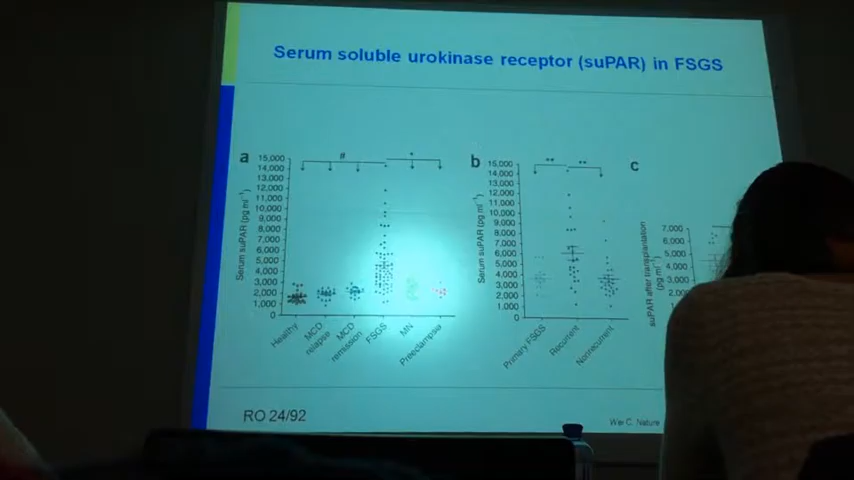 Serum soluble urokinase receptor (suPAR) in FSGS
a
Serum suPAR (pg ml⁻¹)
15,000
14,000
13,000
12,000
11,000
10,000
9,000
8,000
7,000
6,000
5,000
4,000
3,000
2,000
1,000
0
#
*
Healthy
MCD relapse
MCD remission
FSGS
MN
Preeclampsia
b
Serum suPAR (pg ml⁻¹)
15,000
14,000
13,000
12,000
11,000
10,000
9,000
8,000
7,000
6,000
5,000
4,000
3,000
2,000
1,000
0
**
**
Primary FSGS
Recurrent
Nonrecurrent
c
suPAR after transplantation
(pg ml⁻¹)
7,000
6,000
5,000
4,000
3,000
RO 24/92
Wei C. Nature